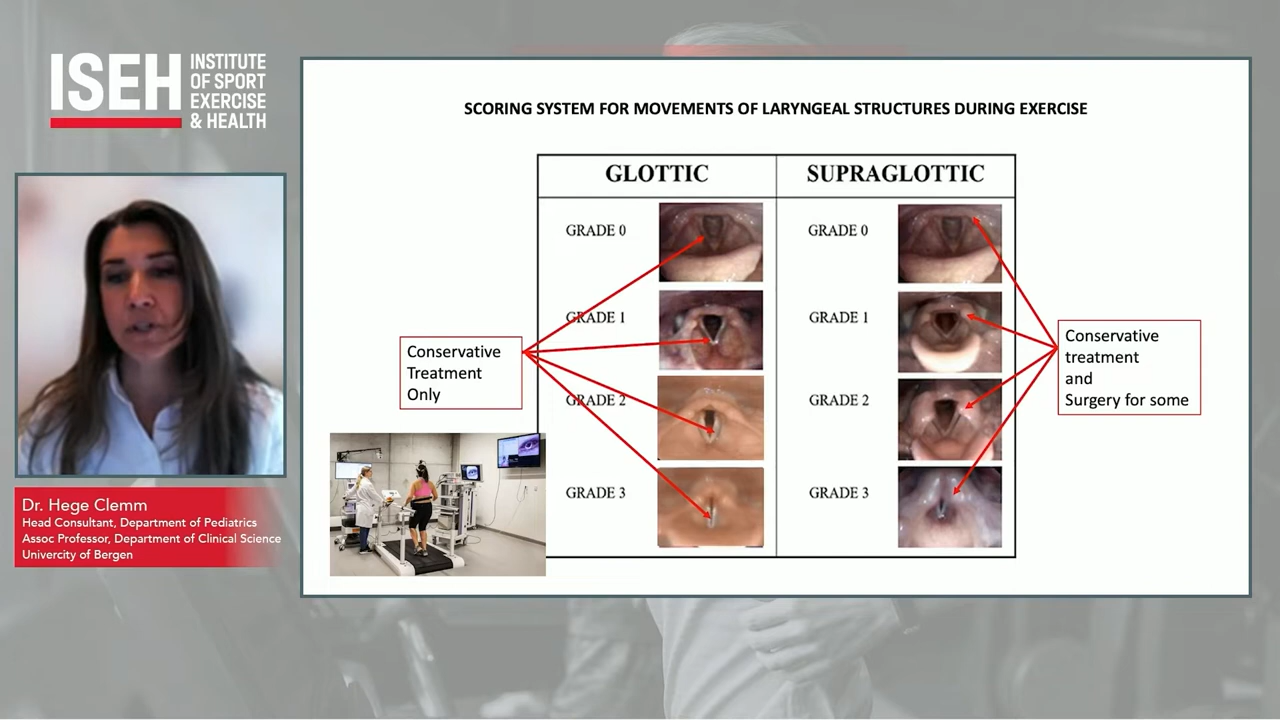 ISEH
INSTITUTE
OF SPORT
EXERCISE
& HEALTH
Dr. Hege Clemm
Head Consultant, Department of Pediatrics
Assoc Professor, Department of Clinical Science
Univercity of Bergen
SCORING SYSTEM FOR MOVEMENTS OF LARYNGEAL STRUCTURES DURING EXERCISE
GLOTTIC
SUPRAGLOTTIC
GRADE 0
GRADE 0
GRADE 1
GRADE 1
GRADE 2
GRADE 2
GRADE 3
GRADE 3
Conservative
Treatment
Only
Conservative
treatment
and
Surgery for some